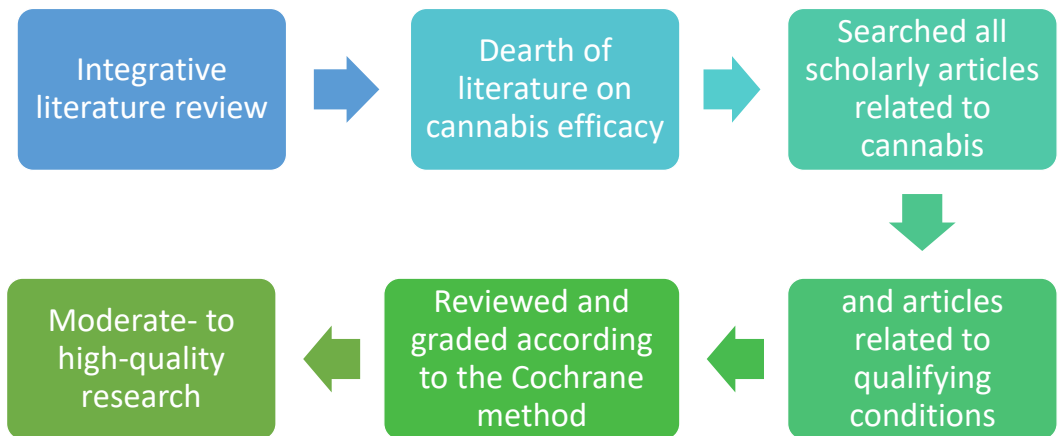 Integrative
literature review
Dearth of
literature on
cannabis efficacy
Searched all
scholarly articles
related to
cannabis
and articles
related to
qualifying
conditions
Reviewed and
graded according
to the Cochrane
method
Moderate- to
high-quality
research